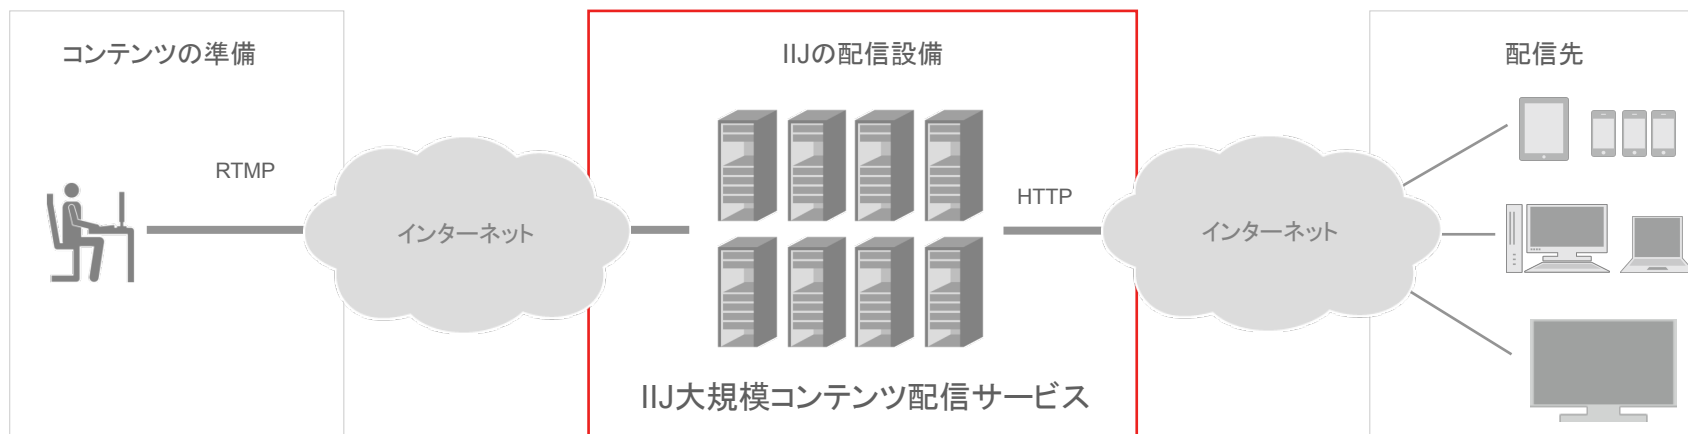 コンテンツの準備
IIJの配信設備
配信先
RTMP
HTTP
インターネット
インターネット
IIJ大規模コンテンツ配信サービス